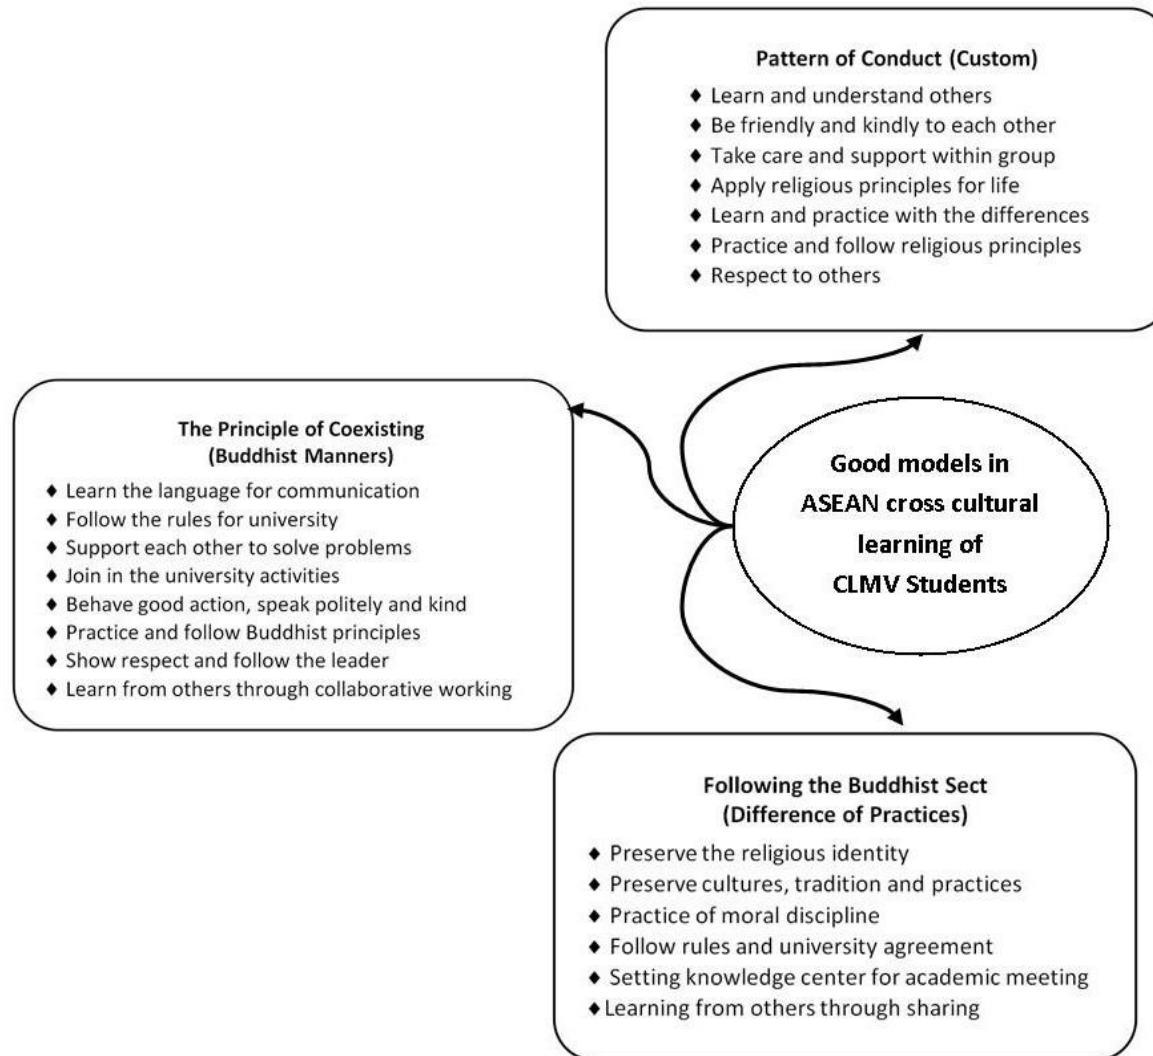 Pattern of Conduct (Custom)
♦ Learn and understand others
♦ Be friendly and kindly to each other
♦ Take care and support within group
♦ Apply religious principles for life
♦ Learn and practice with the differences
♦ Practice and follow religious principles
♦ Respect to others
The Principle of Coexisting
(Buddhist Manners)
♦ Learn the language for communication
♦ Follow the rules for university
♦ Support each other to solve problems
♦ Join in the university activities
♦ Behave good action, speak politely and kind
♦ Practice and follow Buddhist principles
♦ Show respect and follow the leader
♦ Learn from others through collaborative working
Good models in
ASEAN cross cultural
learning of
CLMV Students
Following the Buddhist Sect
(Difference of Practices)
♦ Preserve the religious identity
♦ Preserve cultures, tradition and practices
♦ Practice of moral discipline
♦ Follow rules and university agreement
♦ Setting knowledge center for academic meeting
♦Learning from others through sharing